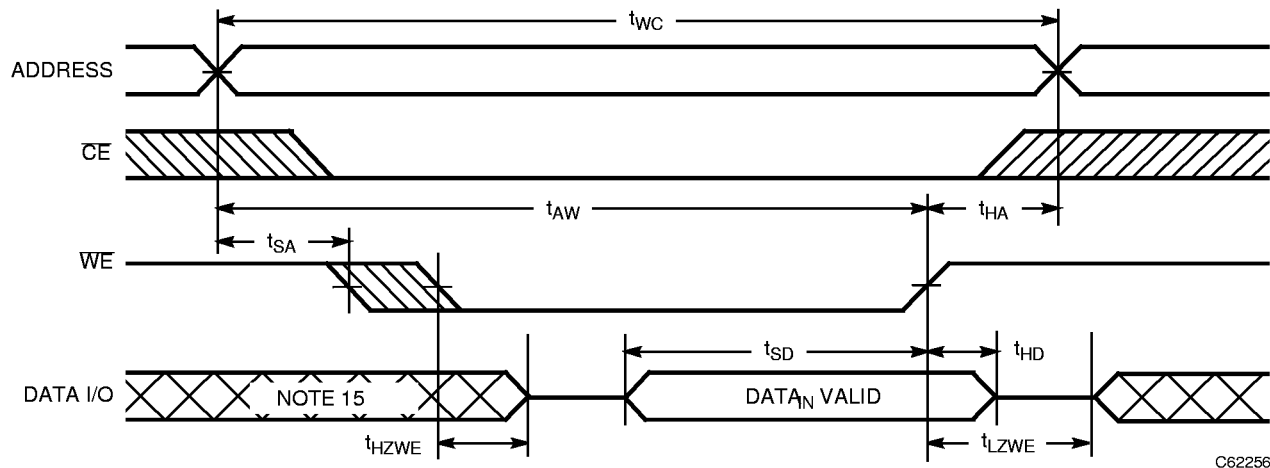 tWC
ADDRESS
CE
tAW
tHA
tSA
WE
tSD
tHD
DATA I/O
NOTE 15
DATAIN VALID
tHZWE
tLZWE
C62256